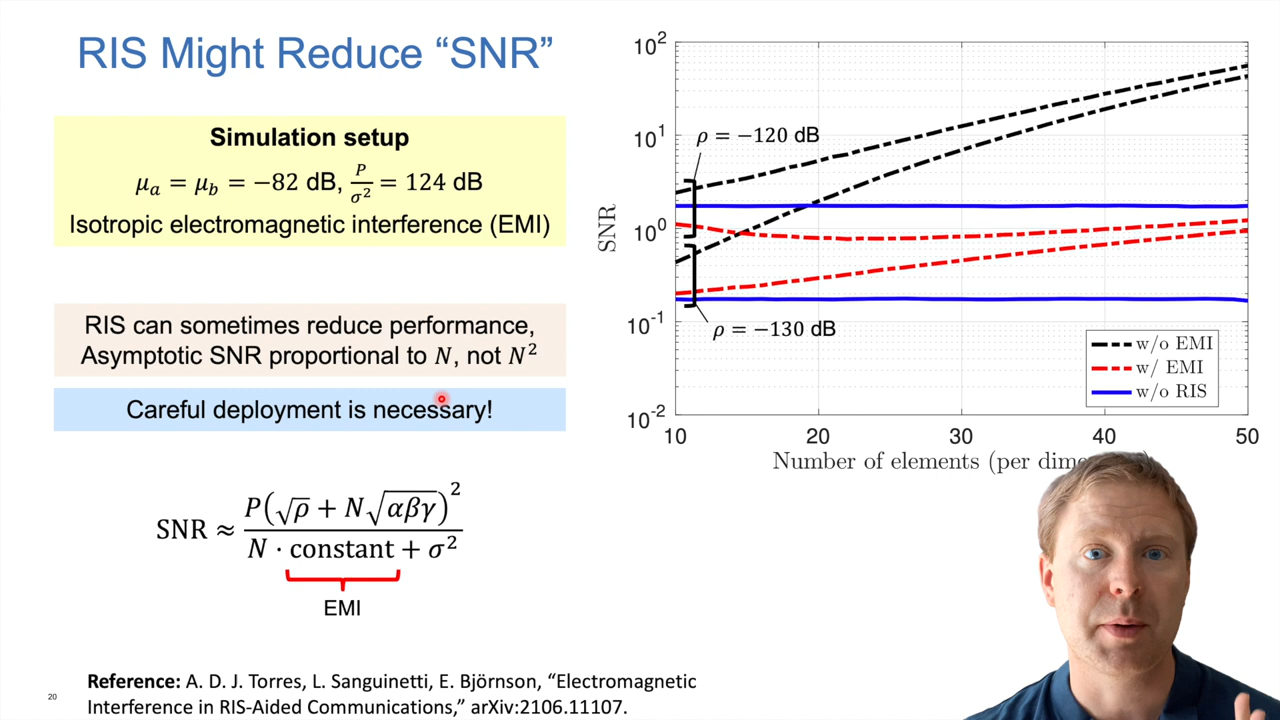 RIS Might Reduce “SNR”
Simulation setup
μₐ = μ_b = −82 dB, P/σ² = 124 dB
Isotropic electromagnetic interference (EMI)
RIS can sometimes reduce performance,
Asymptotic SNR proportional to N, not N²
Careful deployment is necessary!
SNR ≈ P(√ρ + N√αβγ)² / N · constant + σ²
EMI
Reference: A. D. J. Torres, L. Sanguinetti, E. Björnson, “Electromagnetic
Interference in RIS-Aided Communications,” arXiv:2106.11107.
20
10²
10¹
10⁰
10⁻¹
10⁻²
SNR
ρ = −120 dB
ρ = −130 dB
w/o EMI
w/ EMI
w/o RIS
10 20 30 40 50
Number of elements (per